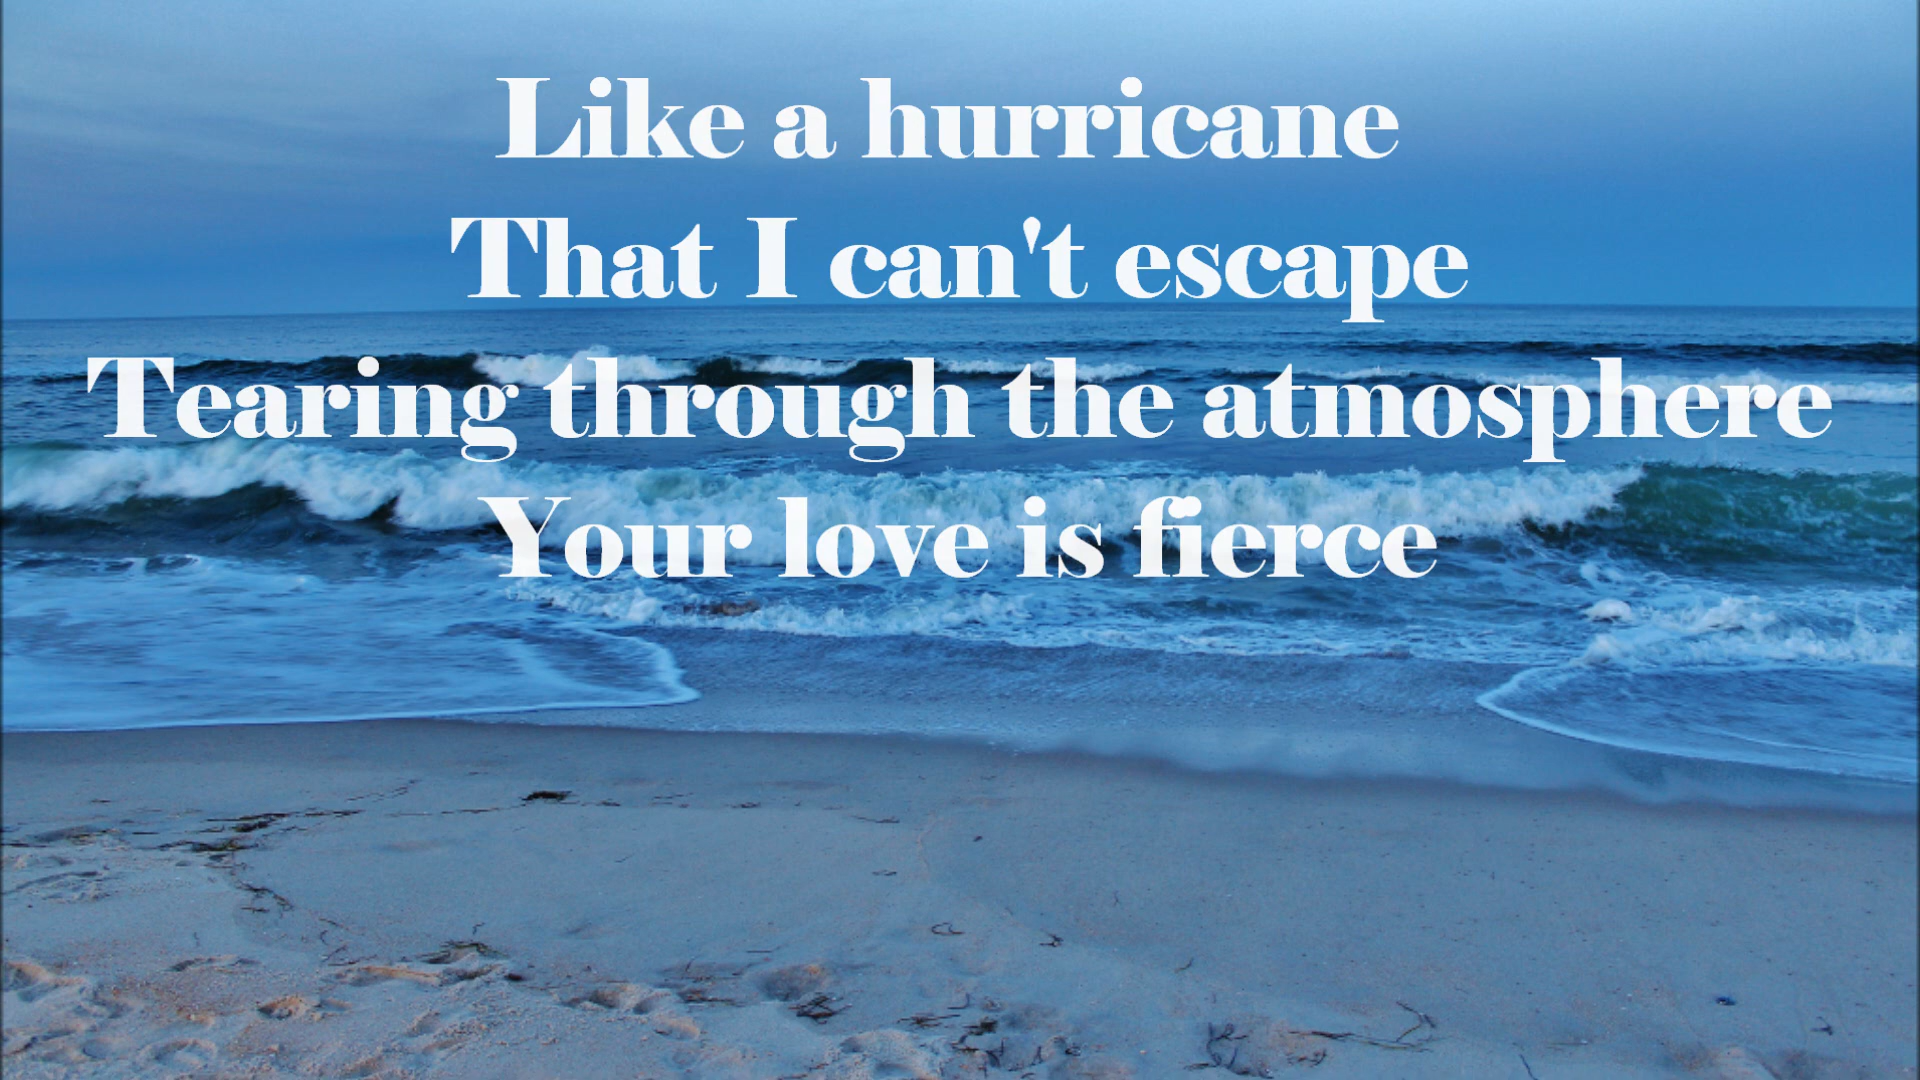 Like a hurricane
That I can't escape
Tearing through the atmosphere
Your love is fierce